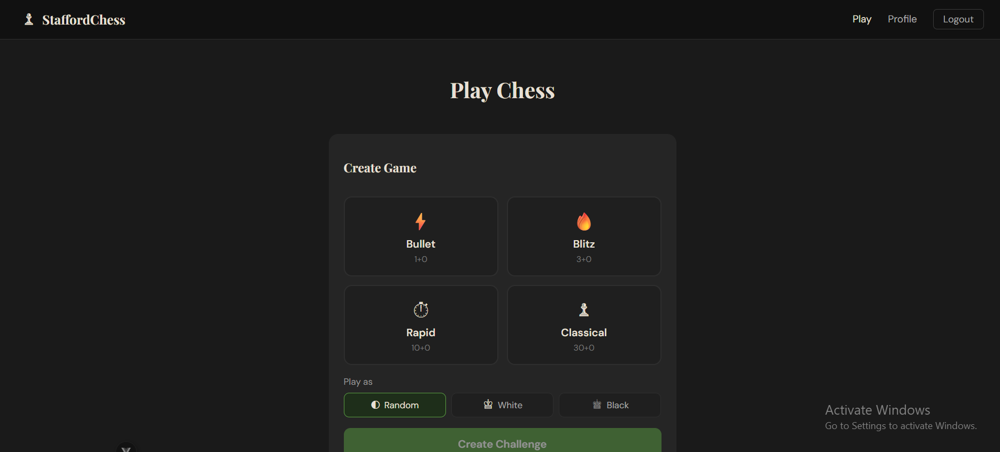 StaffordChess
Play Profile Logout
Play Chess
Create Game
Bullet
1+0
Blitz
3+0
Rapid
10+0
Classical
30+0
Play as
Random White Black
Create Challenge
Activate Windows
Go to Settings to activate Windows.